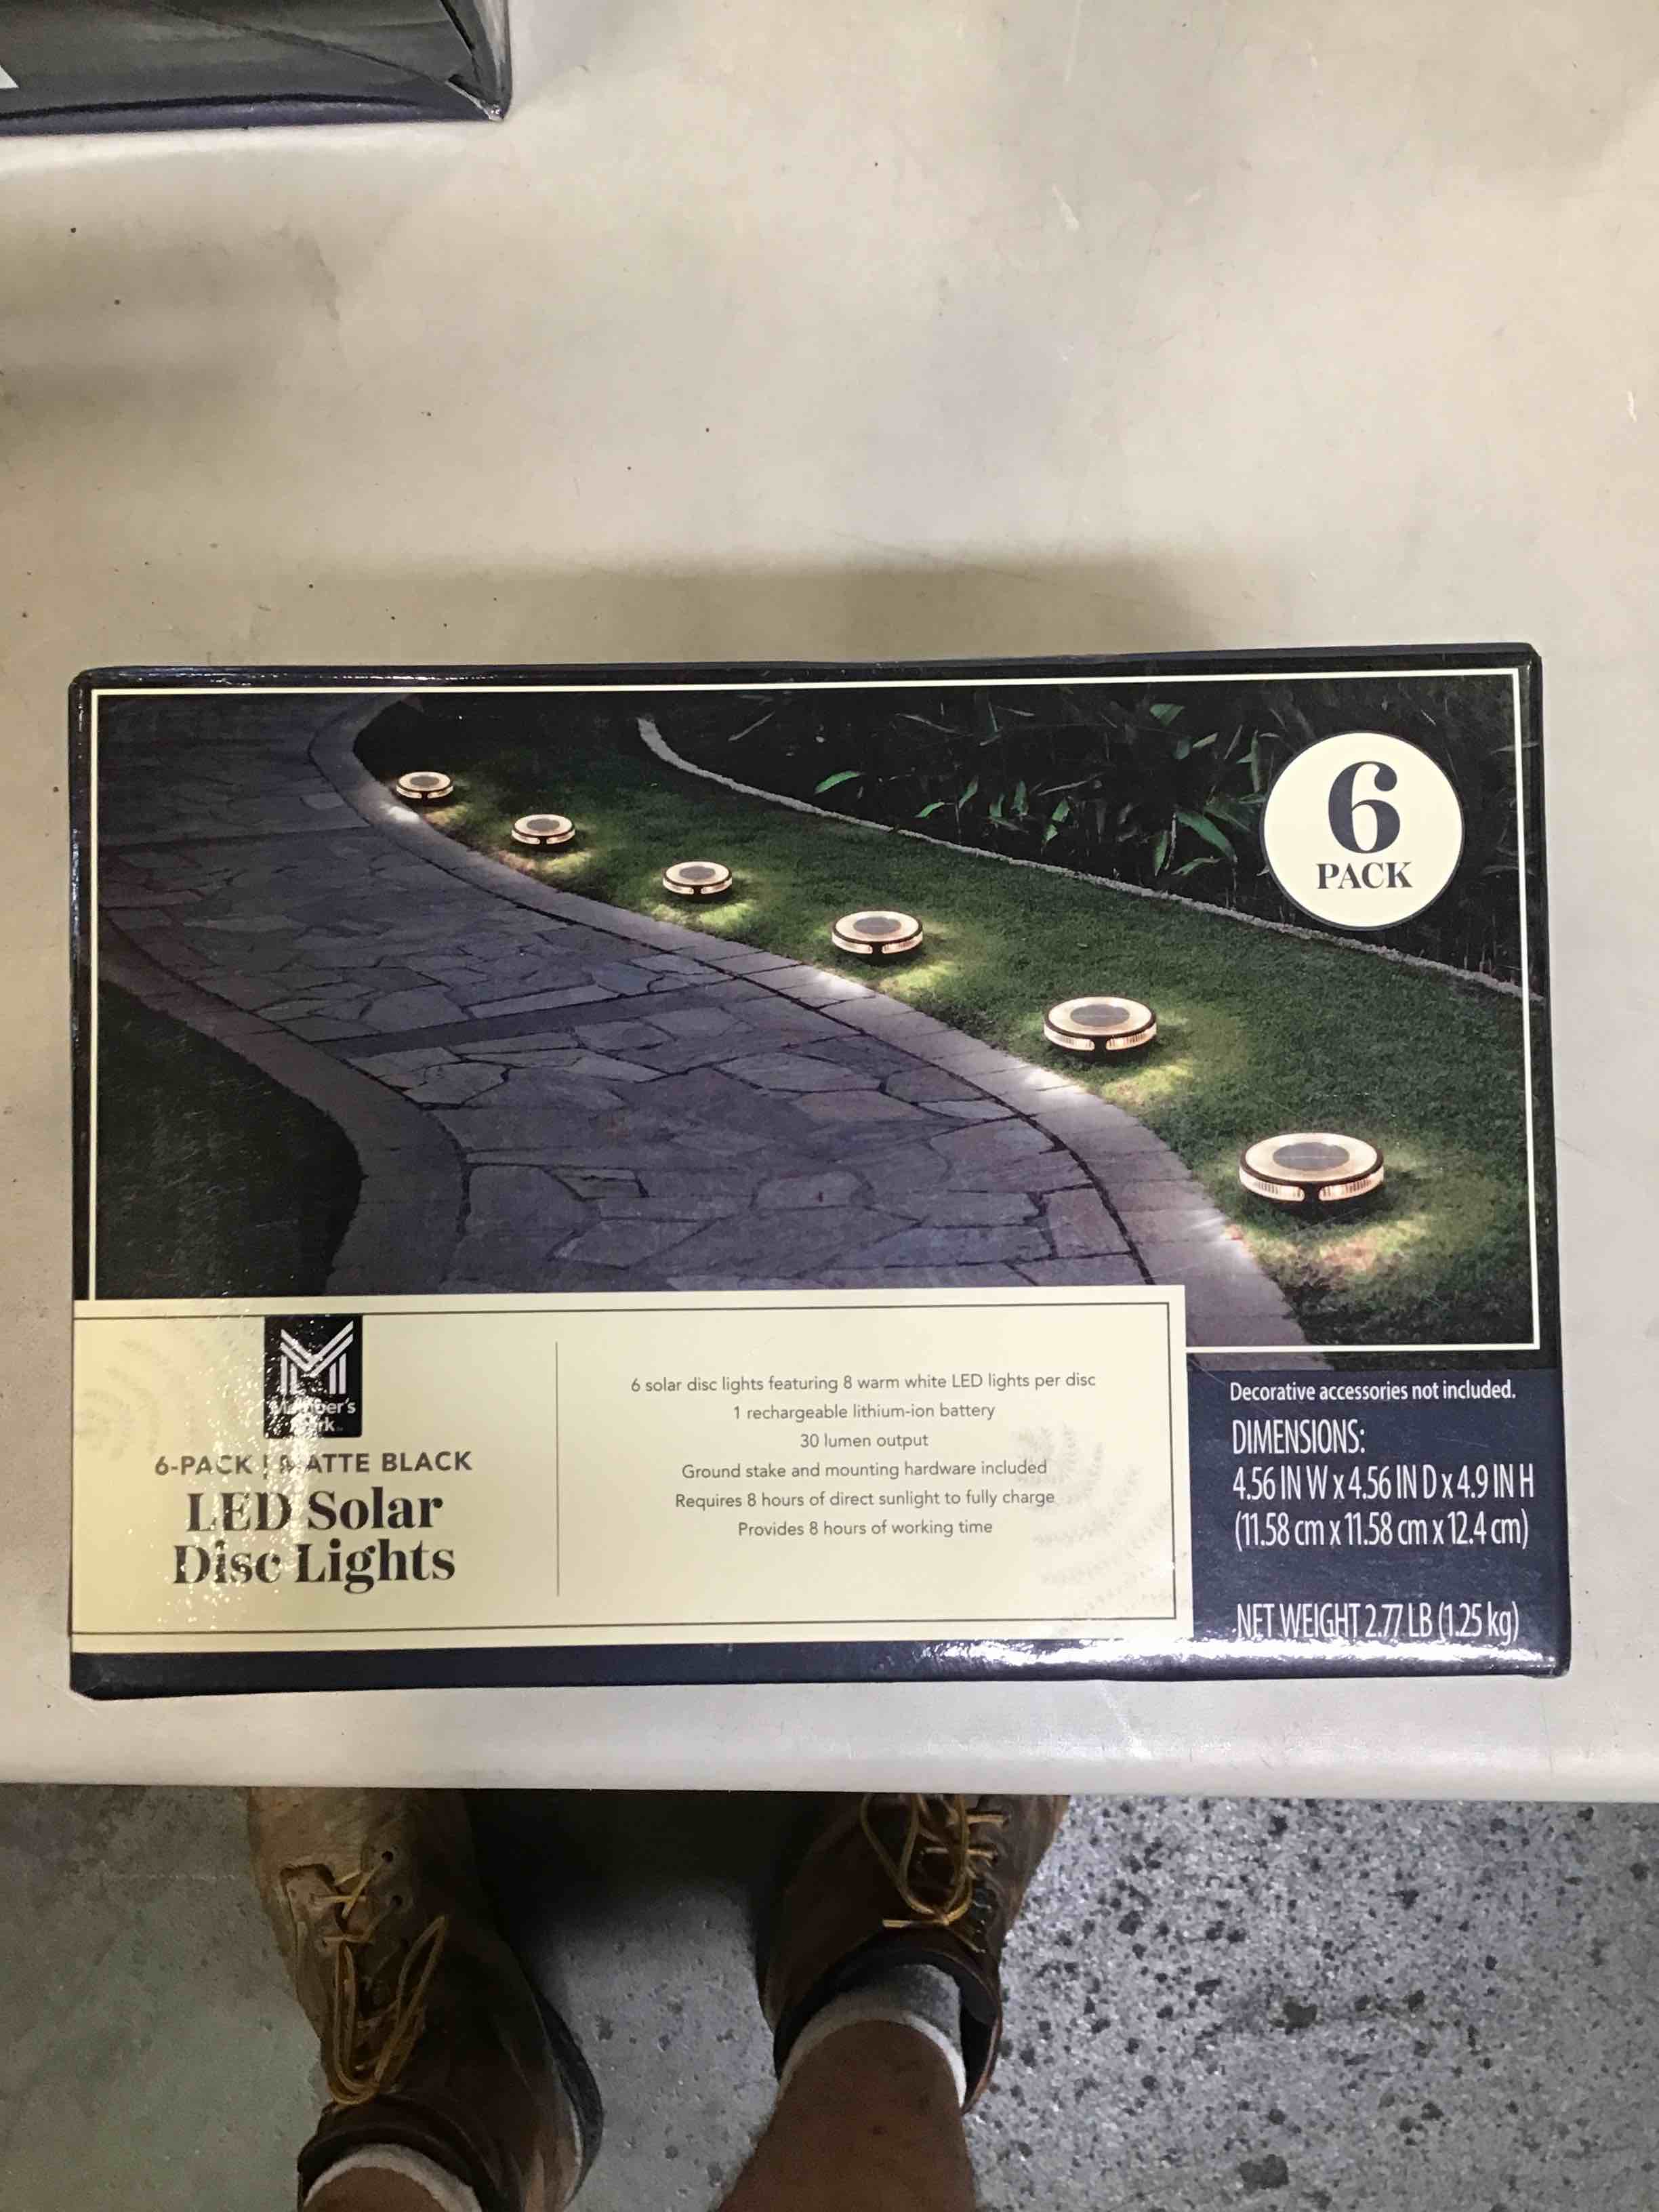 6
PACK
6-PACK | MATTE BLACK
LED Solar
Disc Lights
6 solar disc lights featuring 8 warm white LED lights per disc
1 rechargeable lithium-ion battery
30 lumen output
Ground stake and mounting hardware included
Requires 8 hours of direct sunlight to fully charge
Provides 8 hours of working time
Decorative accessories not included.
DIMENSIONS:
4.56 IN W x 4.56 IN D x 4.9 IN H
(11.58 cm x 11.58 cm x 12.4 cm)
NET WEIGHT 2.77 LB (1.25 kg)